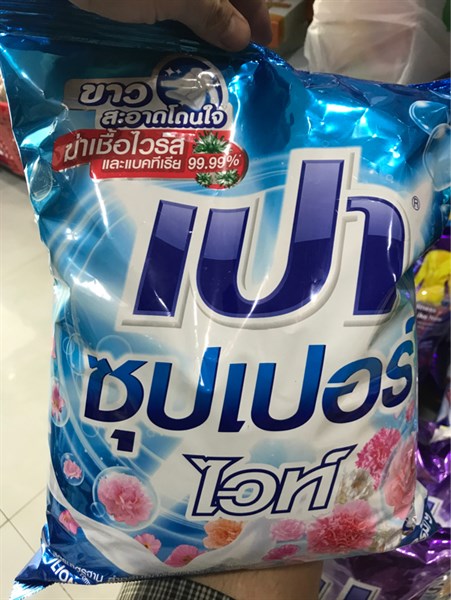 ขาว
สะอาดโดนใจ
ฆ่าเชื้อไวรัส
และแบคทีเรีย 99.99%*
เปา®
ซุปเปอร์
ไวท์